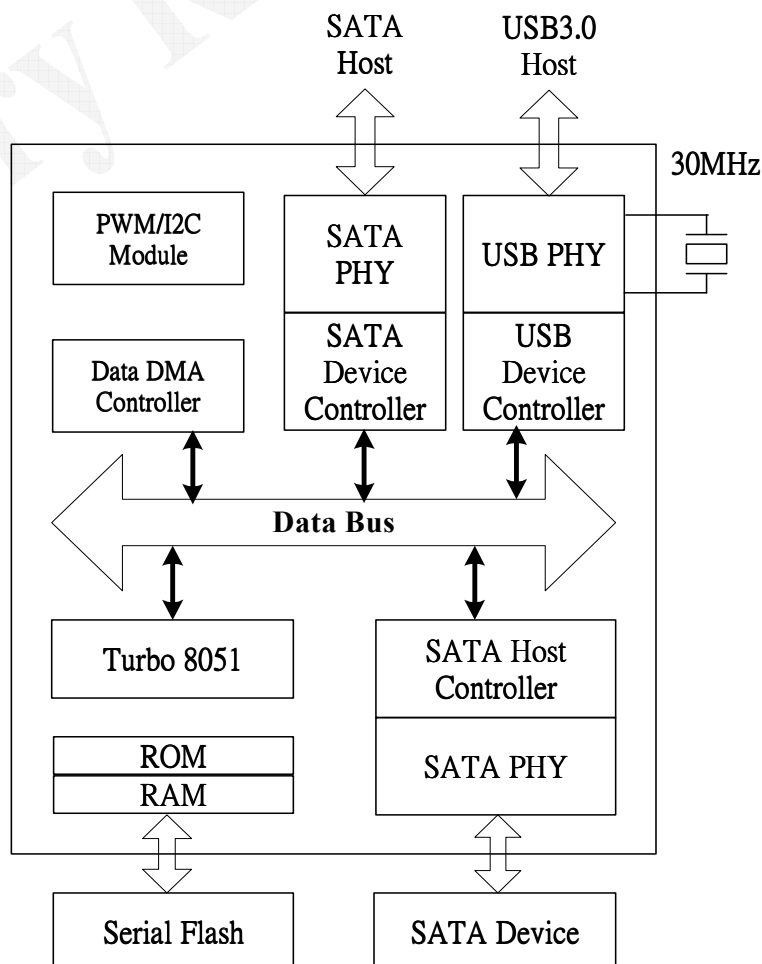 SATA
Host
USB3.0
Host
30MHz
PWM/I2C
Module
SATA
PHY
USB PHY
Data DMA
Controller
SATA
Device
Controller
USB
Device
Controller
Data Bus
Turbo 8051
SATA Host
Controller
ROM
RAM
SATA PHY
Serial Flash
SATA Device